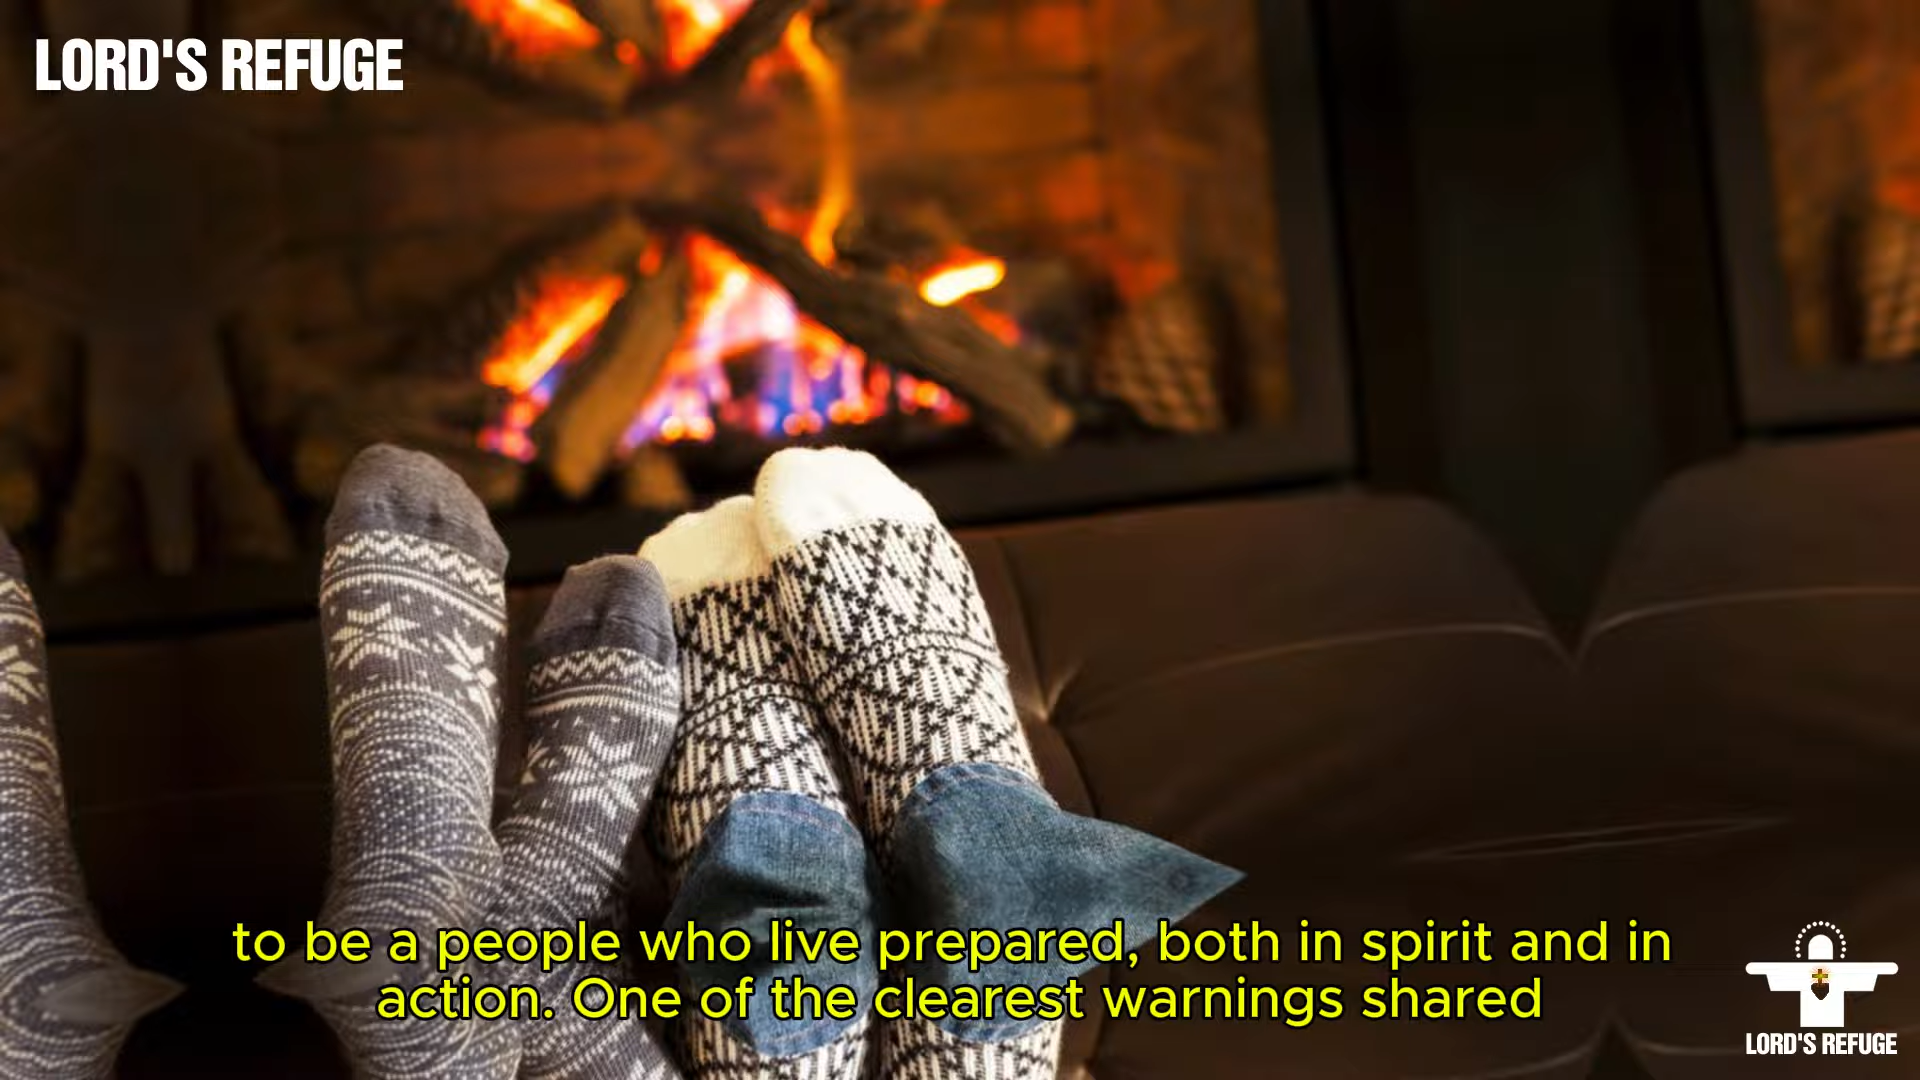 LORD'S REFUGE
to be a people who live prepared, both in spirit and in
action. One of the clearest warnings shared
LORD'S REFUGE